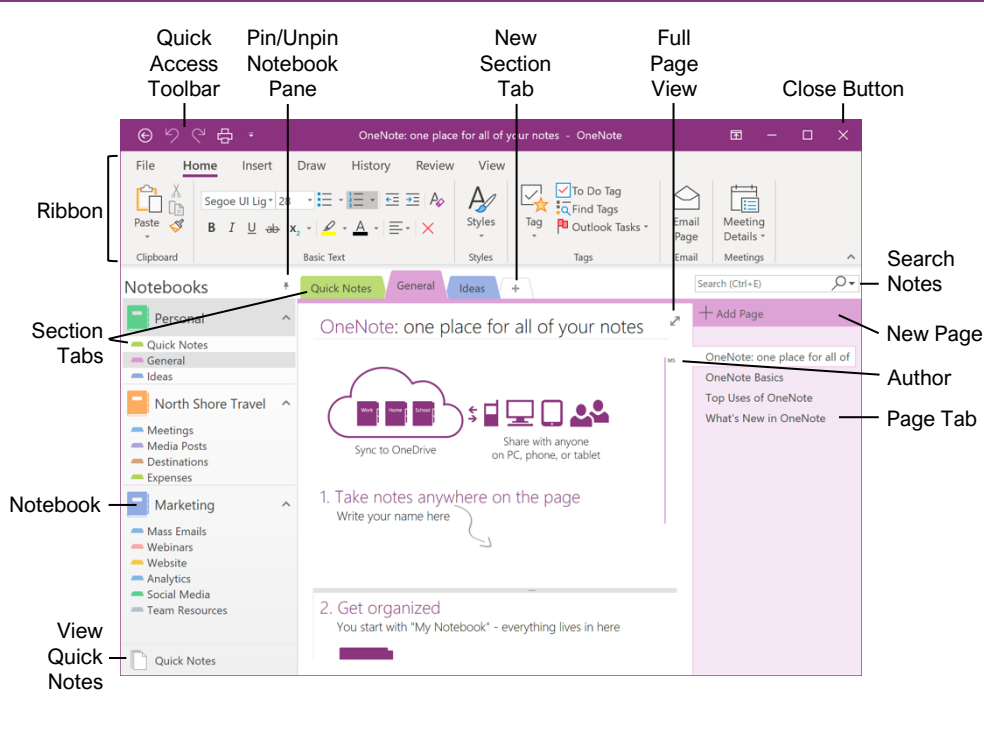 Quick
Access
Toolbar
Pin/Unpin
Notebook
Pane
New
Section
Tab
Full
Page
View
Close Button
OneNote: one place for all of your notes - OneNote
Ribbon
File Home Insert Draw History Review View
Paste
Clipboard
Segoe UI Lig 28
B I U ab x₂ A
Basic Text
Styles
Styles
Tag
To Do Tag
Find Tags
Outlook Tasks
Tags
Email
Page
Email
Meeting
Details
Meetings
Search
Notes
Notebooks
Quick Notes General Ideas +
Search (Ctrl+E)
Section
Tabs
Personal
Quick Notes
General
Ideas
North Shore Travel
Meetings
Media Posts
Destinations
Expenses
Notebook
Marketing
Mass Emails
Webinars
Website
Analytics
Social Media
Team Resources
View
Quick
Notes
Quick Notes
OneNote: one place for all of your notes
MS
Work Home School
Sync to OneDrive
Share with anyone
on PC, phone, or tablet
1. Take notes anywhere on the page
Write your name here
2. Get organized
You start with "My Notebook" - everything lives in here
Add Page
New Page
OneNote: one place for all of
Author
OneNote Basics
Top Uses of OneNote
What's New in OneNote
Page Tab